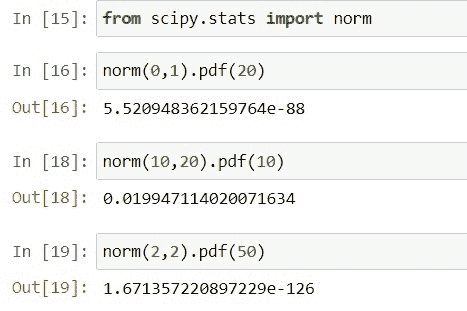 In [15]: from scipy.stats import norm
In [16]: norm(0,1).pdf(20)
Out[16]: 5.520948362159764e-88
In [18]: norm(10,20).pdf(10)
Out[18]: 0.019947114020071634
In [19]: norm(2,2).pdf(50)
Out[19]: 1.671357220897229e-126